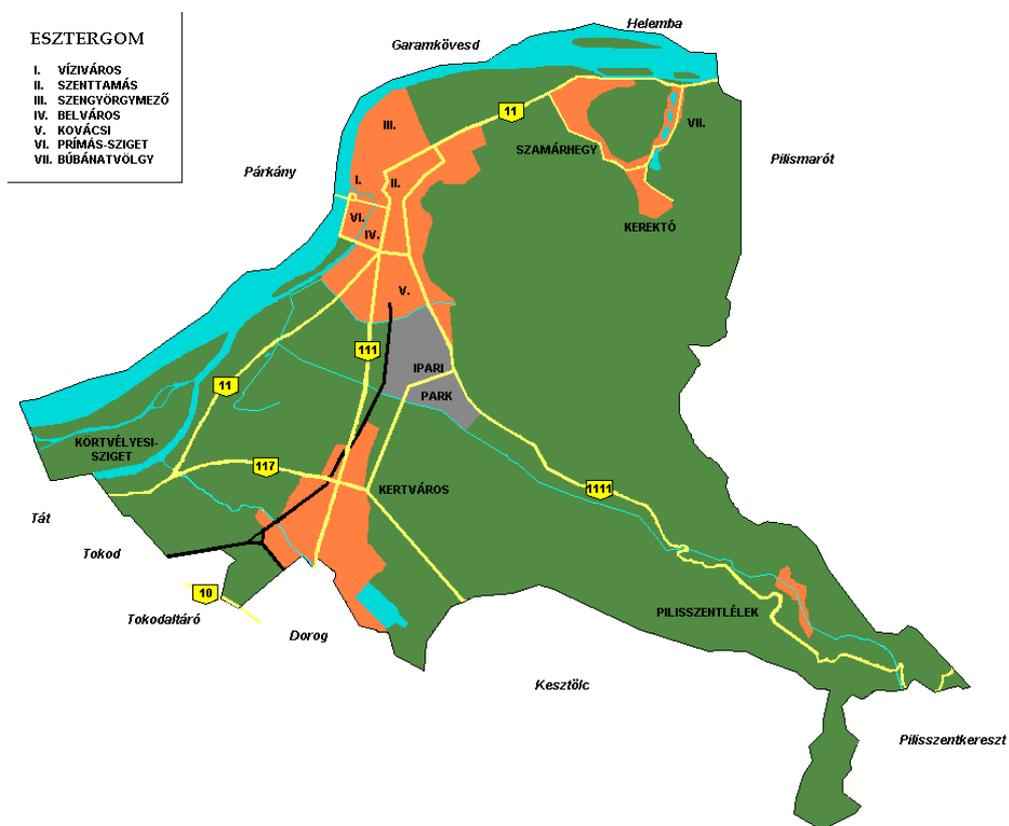 ESZTERGOM
I. VÍZIVÁROS
II. SZENTTAMÁS
III. SZENGYÖRGYMEZŐ
IV. BELVÁROS
V. KOVÁCSI
VI. PRÍMÁS-SZIGET
VII. BÚBÁNATVÖLGY
Helemba
Garamkövesd
11
III.
VII.
SZAMÁRHEGY
Pilismarót
Párkány
I.
II.
VI.
KEREKTÓ
IV.
V.
111
IPARI
PARK
11
KÖRTVÉLYESI-
SZIGET
117
KERTVÁROS
1111
Tát
Tokod
10
Tokodaltáró
PILISSZENTLÉLEK
Dorog
Kesztölc
Pilisszentkereszt